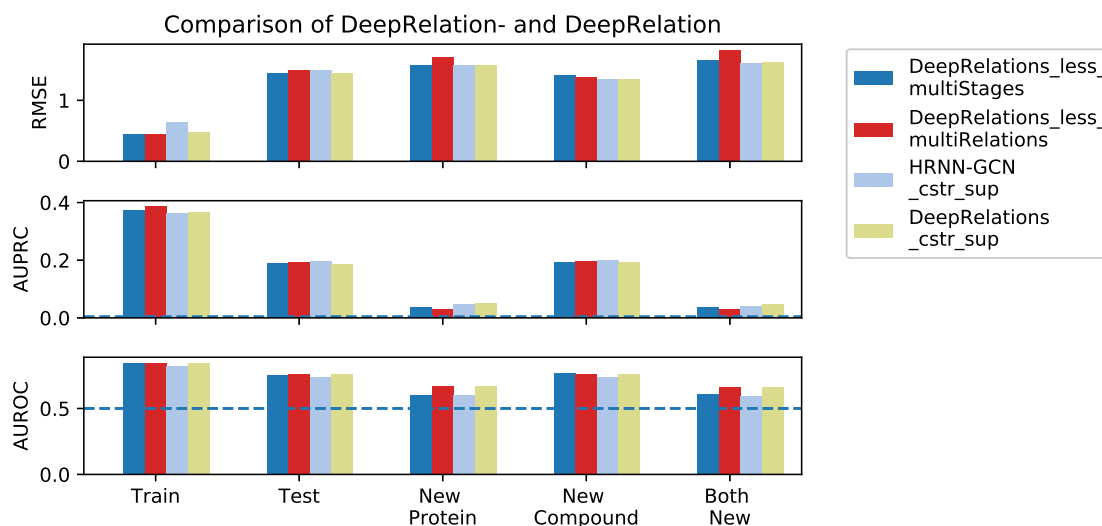 Comparison of DeepRelation- and DeepRelation
RMSE
1
0
AUPRC
0.4
0.2
0.0
AUROC
0.5
0.0
Train
Test
New
Protein
New
Compound
Both
New
DeepRelations_less_
multiStages
DeepRelations_less_
multiRelations
HRNN-GCN
_cstr_sup
DeepRelations
_cstr_sup